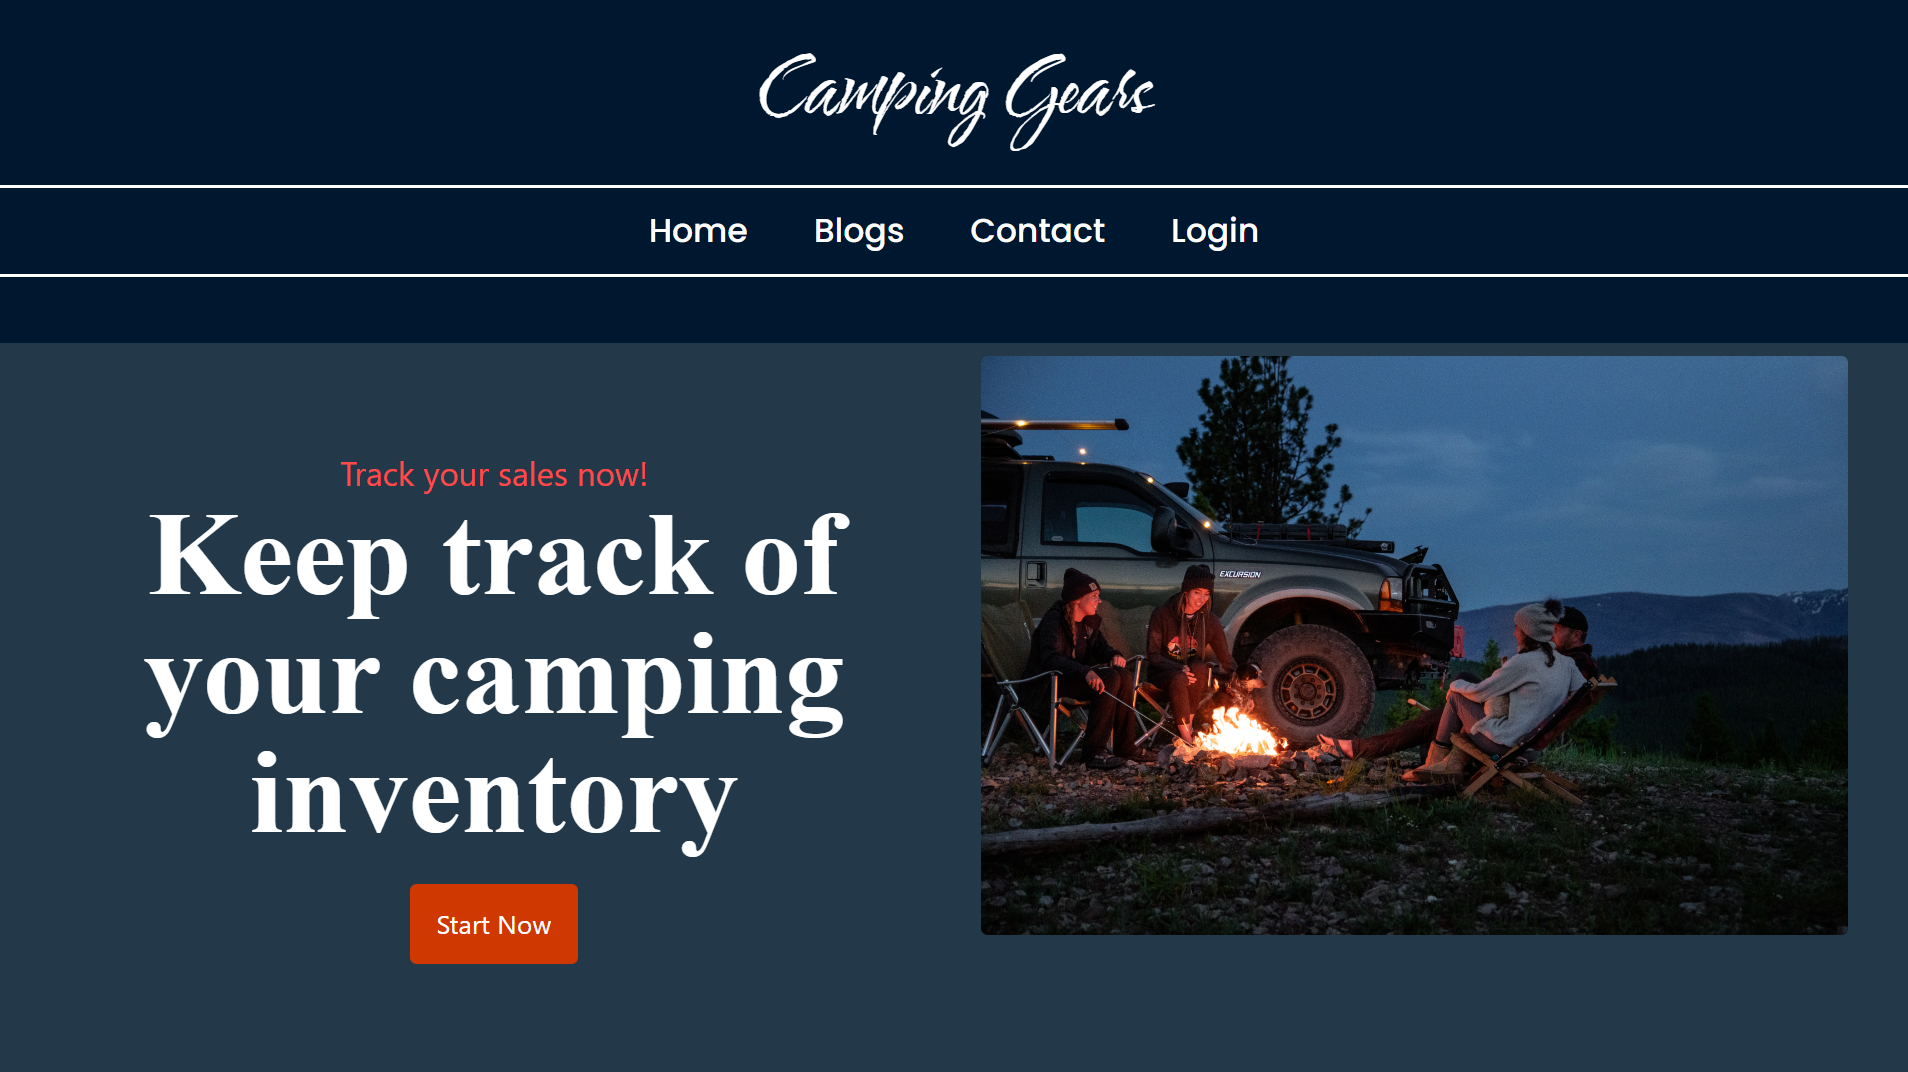 Camping Gears
Home Blogs Contact Login
Track your sales now!
Keep track of
your camping
inventory
Start Now
EXCURSION